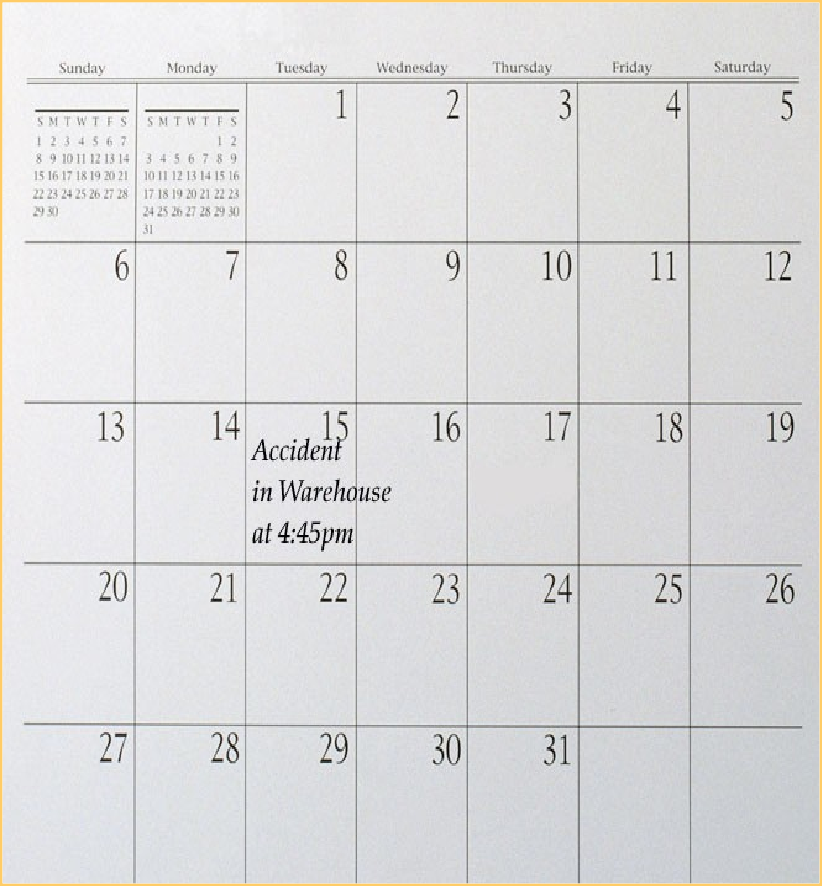 Sunday Monday Tuesday Wednesday Thursday Friday Saturday
S M T W T F S
1 2 3 4 5 6 7
8 9 10 11 12 13 14
15 16 17 18 19 20 21
22 23 24 25 26 27 28
29 30
S M T W T F S
1 2
3 4 5 6 7 8 9
10 11 12 13 14 15 16
17 18 19 20 21 22 23
24 25 26 27 28 29 30
31
1 2 3 4 5
6 7 8 9 10 11 12
13 14 15 16 17 18 19
Accident
in Warehouse
at 4:45pm
20 21 22 23 24 25 26
27 28 29 30 31